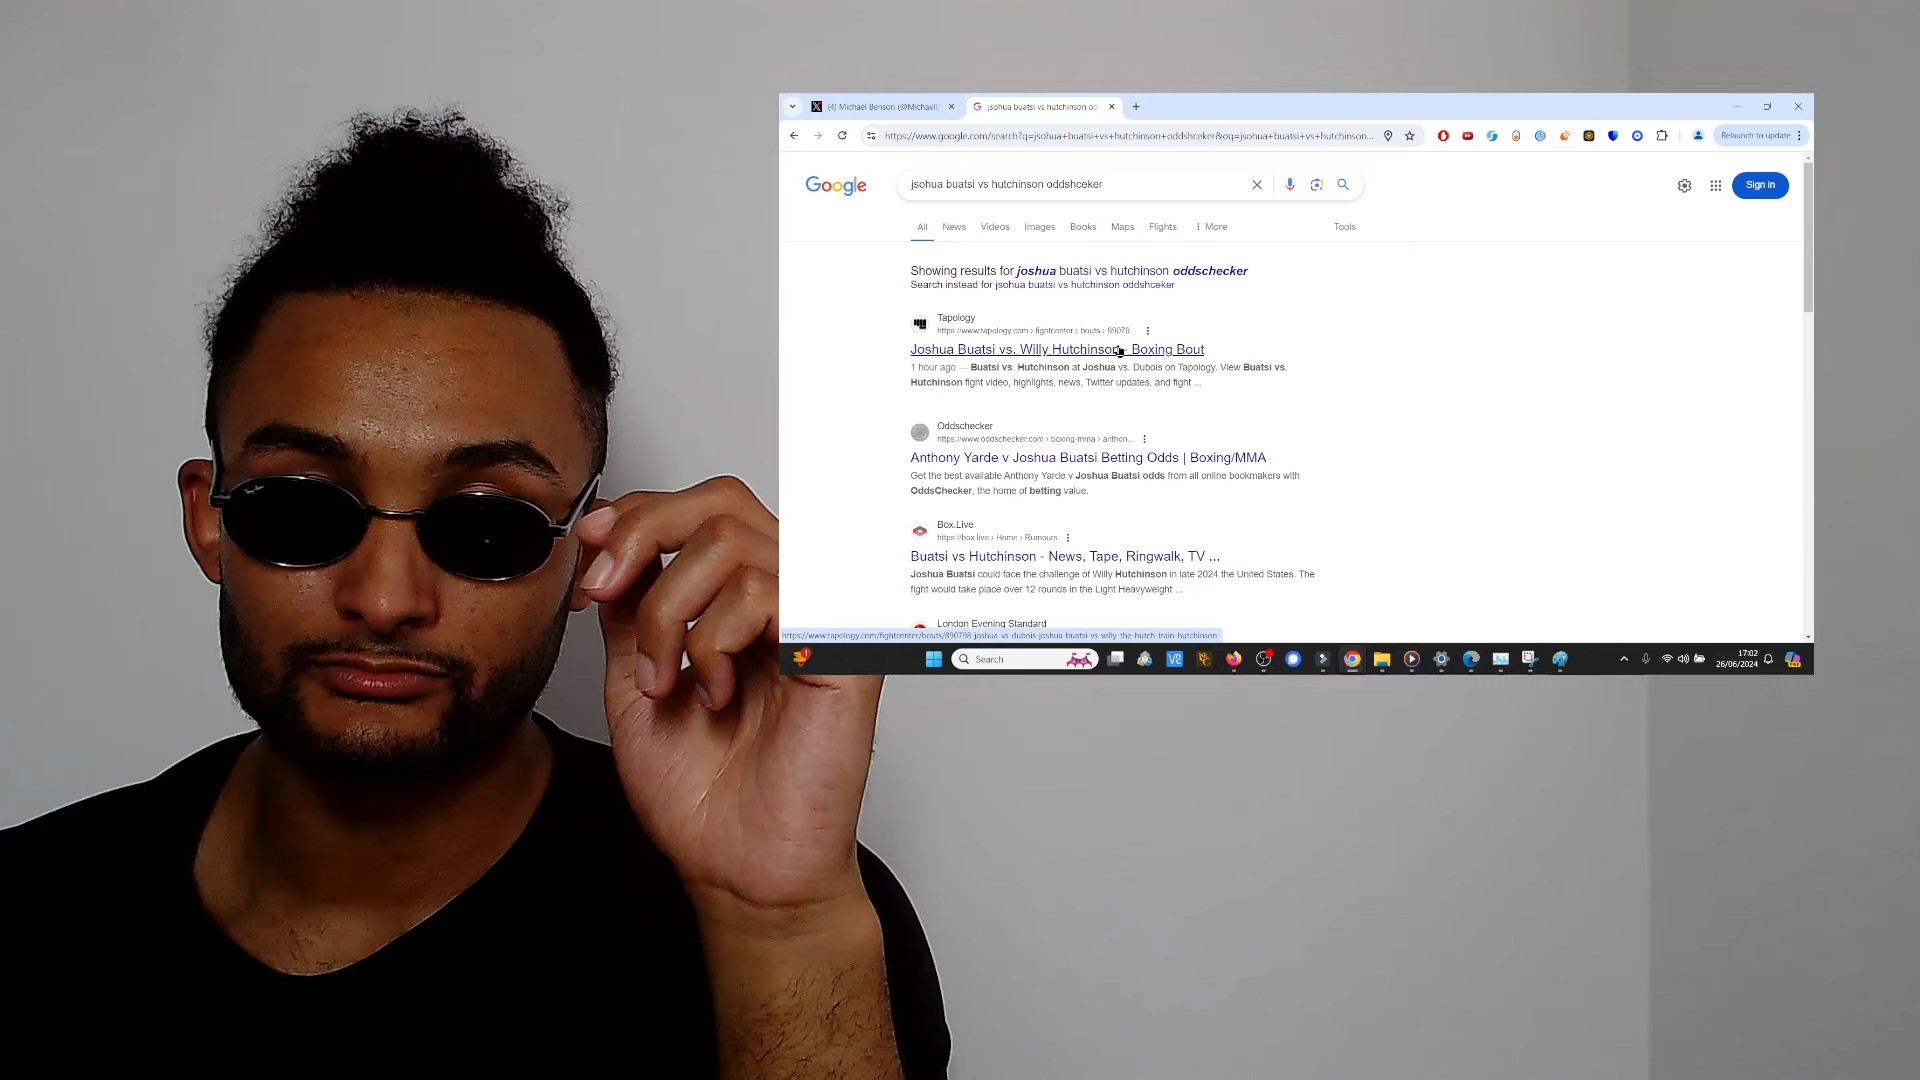 (4) Michael Benson (@Michaell
jsohua buatsi vs hutchinson od
https://www.google.com/search?q=jsohua+buatsi+vs+hutchinson+oddshceker&oq=jsohua+buatsi+vs+hutchinson...
Relaunch to update
Google
jsohua buatsi vs hutchinson oddshceker
Sign in
All News Videos Images Books Maps Flights More Tools
Showing results for joshua buatsi vs hutchinson oddschecker
Search instead for jsohua buatsi vs hutchinson oddshceker
Tapology
https://www.tapology.com › fightcenter › bouts › 89079...
Joshua Buatsi vs. Willy Hutchinson - Boxing Bout
1 hour ago — Buatsi vs. Hutchinson at Joshua vs. Dubois on Tapology. View Buatsi vs.
Hutchinson fight video, highlights, news, Twitter updates, and fight ...
Oddschecker
https://www.oddschecker.com › boxing-mma › anthon...
Anthony Yarde v Joshua Buatsi Betting Odds | Boxing/MMA
Get the best available Anthony Yarde v Joshua Buatsi odds from all online bookmakers with
OddsChecker, the home of betting value.
Box.Live
https://box.live › Home › Rumours
Buatsi vs Hutchinson - News, Tape, Ringwalk, TV ...
Joshua Buatsi could face the challenge of Willy Hutchinson in late 2024 the United States. The
fight would take place over 12 rounds in the Light Heavyweight ...
London Evening Standard
https://www.tapology.com/fightcenter/bouts/890798-joshua-vs-dubois-joshua-buatsi-vs-willy-the-hutch-train-hutchinson
1
Search
17:02
26/06/2024
Ray-Ban